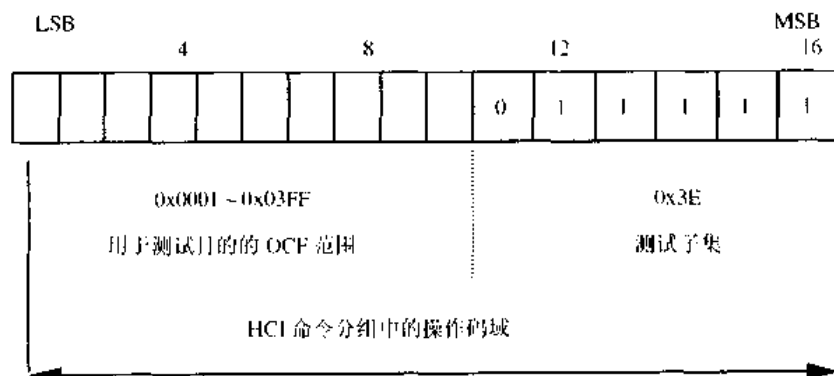 LSB MSB
4 8 12 16
0 1 1 1 1 1
0x0001~0x03FF 0x3E
用于测试目的的 OCF 范围 测试子集
HCI 命令分组中的操作码域